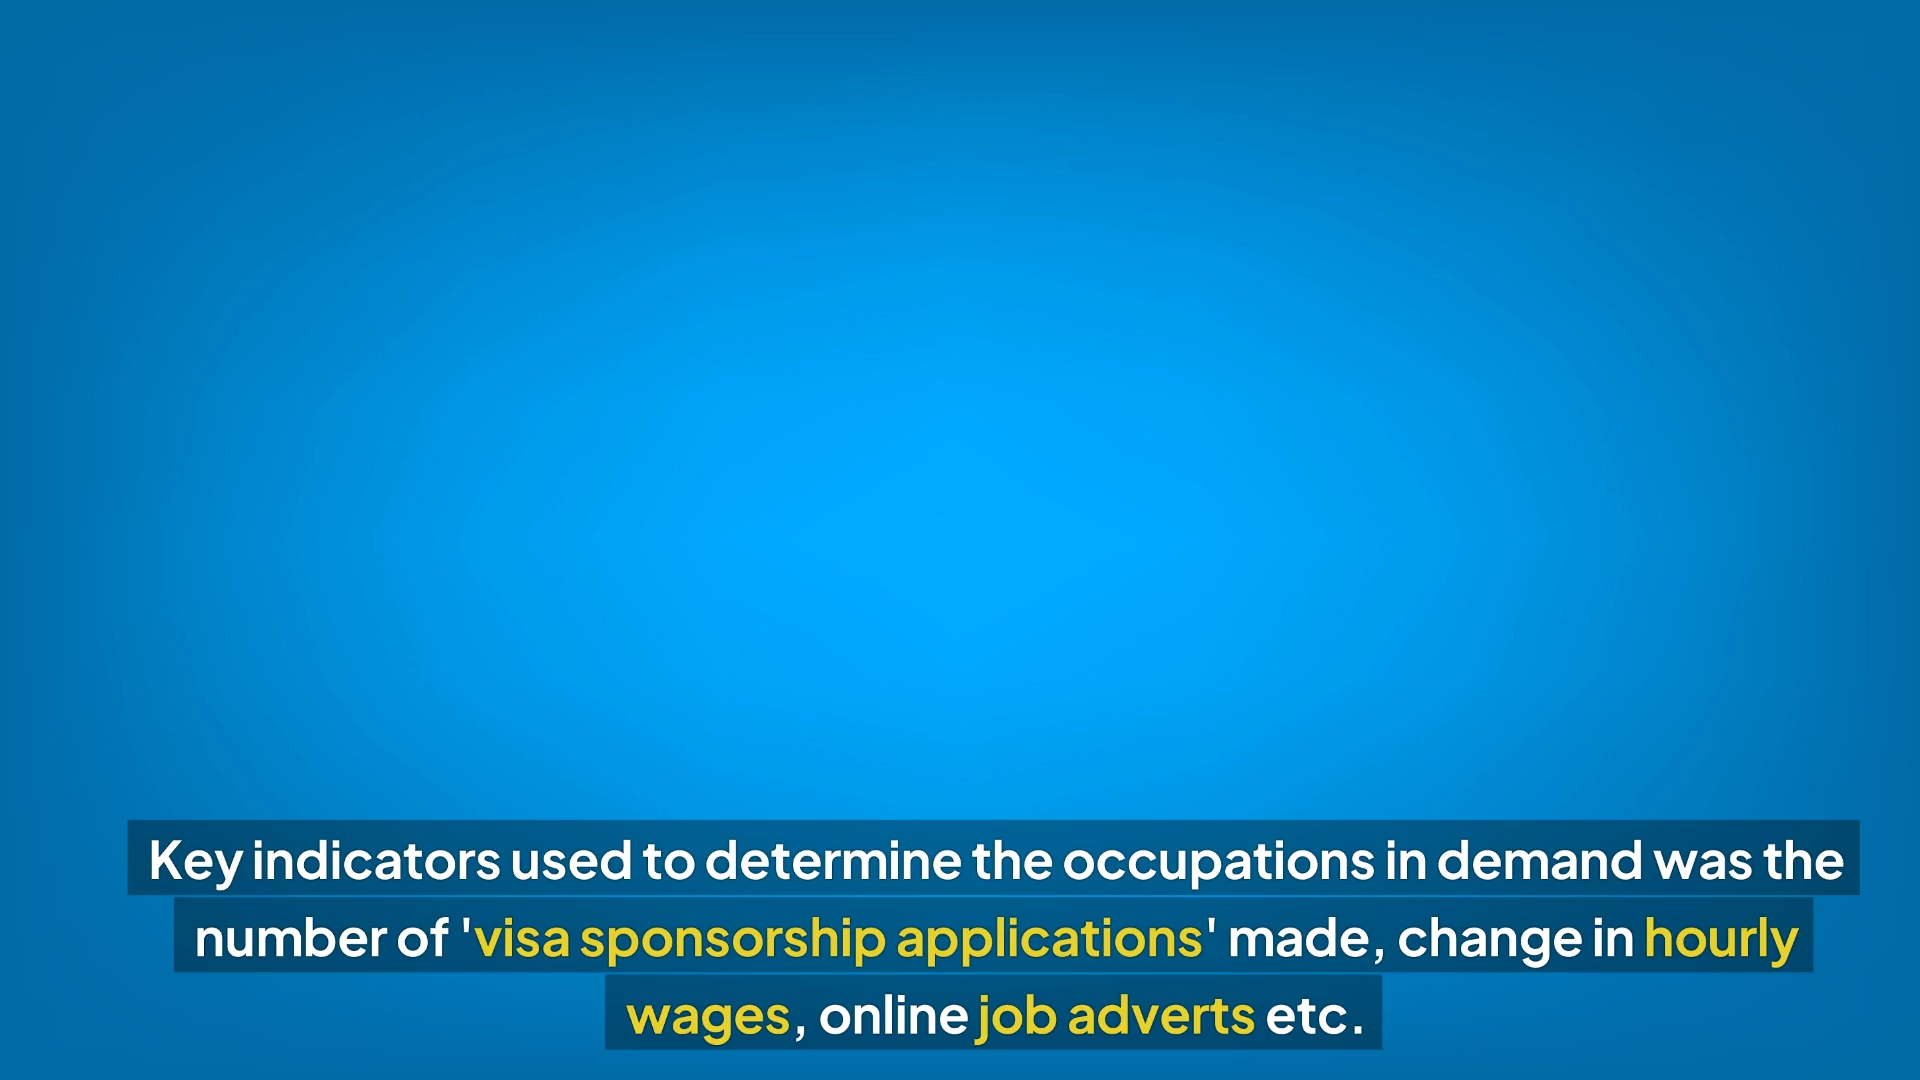 Key indicators used to determine the occupations in demand was the
number of 'visa sponsorship applications' made, change in hourly
wages, online job adverts etc.